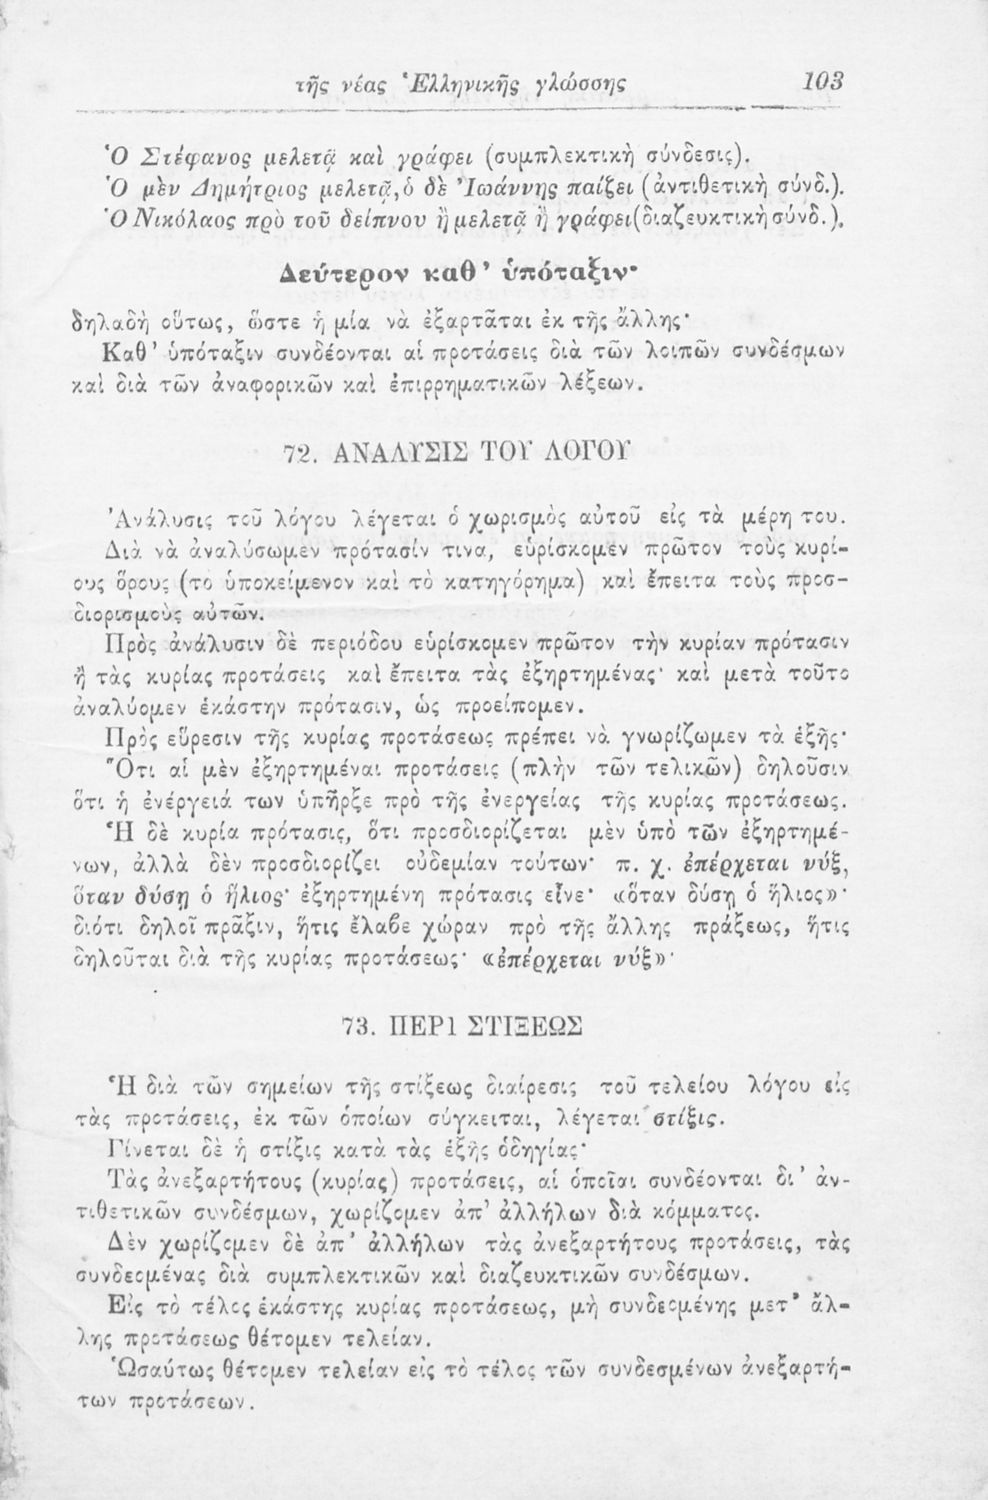 τῆς νέας Ἑλληνικῆς γλώσσης 103
Ὁ Στέφανος μελετᾷ καὶ γράφει (συμπλεκτικὴ σύνδεσις).
Ὁ μὲν Δημήτριος μελετᾷ, ὁ δὲ Ἰωάννης παίζει (ἀντιθετικὴ σύνδ.).
Ὁ Νικόλαος πρὸ τοῦ δείπνου ἢ μελετᾷ ἢ γράφει (διαζευκτικὴ σύνδ.).
Δεύτερον καθ’ ὑπόταξιν·
δηλαδὴ οὕτως, ὥστε ἡ μία νὰ ἐξαρτᾶται ἐκ τῆς ἄλλης·
Καθ’ ὑπόταξιν συνδέονται αἱ προτάσεις διὰ τῶν λοιπῶν συνδέσμων
καὶ διὰ τῶν ἀναφορικῶν καὶ ἐπιρρηματικῶν λέξεων.
72. ΑΝΑΛΥΣΙΣ ΤΟΥ ΛΟΓΟΥ
Ἀνάλυσις τοῦ λόγου λέγεται ὁ χωρισμὸς αὐτοῦ εἰς τὰ μέρη του.
Διὰ νὰ ἀναλύσωμεν πρότασίν τινα, εὑρίσκομεν πρῶτον τοὺς κυρί-
ους ὅρους (το ὑποκείμενον καὶ τὸ κατηγόρημα) καὶ ἔπειτα τοὺς προσ-
διορισμοὺς αὐτῶν.
Πρὸς ἀνάλυσιν δὲ περιόδου εὑρίσκομεν πρῶτον τὴν κυρίαν πρότασιν
ἢ τὰς κυρίας προτάσεις καὶ ἔπειτα τὰς ἐξηρτημένας· καὶ μετὰ τοῦτο
ἀναλύομεν ἑκάστην πρότασιν, ὡς προείπομεν.
Πρὸς εὕρεσιν τῆς κυρίας προτάσεως πρέπει νὰ γνωρίζωμεν τὰ ἑξῆς·
Ὅτι αἱ μὲν ἐξηρτημέναι προτάσεις (πλὴν τῶν τελικῶν) δηλοῦσιν
ὅτι ἡ ἐνέργειά των ὑπῆρξε πρὸ τῆς ἐνεργείας τῆς κυρίας προτάσεως.
Ἡ δὲ κυρία πρότασις, ὅτι προσδιορίζεται μὲν ὑπὸ τῶν ἐξηρτημέ-
νων, ἀλλὰ δὲν προσδιορίζει οὐδεμίαν τούτων· π. χ. ἐπέρχεται νύξ,
ὅταν δύσῃ ὁ ἥλιος· ἐξηρτημένη πρότασις εἶνε· «ὅταν δύσῃ ὁ ἥλιος»·
διότι δηλοῖ πρᾶξιν, ἥτις ἔλαβε χώραν πρὸ τῆς ἄλλης πράξεως, ἥτις
δηλοῦται διὰ τῆς κυρίας προτάσεως· «ἐπέρχεται νύξ»·
73. ΠΕΡΙ ΣΤΙΞΕΩΣ
Ἡ διὰ τῶν σημείων τῆς στίξεως διαίρεσις τοῦ τελείου λόγου εἰς
τὰς προτάσεις, ἐκ τῶν ὁποίων σύγκειται, λέγεται στίξις.
Γίνεται δὲ ἡ στίξις κατὰ τὰς ἑξῆς ὁδηγίας·
Τὰς ἀνεξαρτήτους (κυρίας) προτάσεις, αἱ ὁποῖαι συνδέονται δι’ ἀν-
τιθετικῶν συνδέσμων, χωρίζομεν ἀπ’ ἀλλήλων διὰ κόμματος.
Δὲν χωρίζομεν δὲ ἀπ’ ἀλλήλων τὰς ἀνεξαρτήτους προτάσεις, τὰς
συνδεομένας διὰ συμπλεκτικῶν καὶ διαζευκτικῶν συνδέσμων.
Εἰς τὸ τέλος ἑκάστης κυρίας προτάσεως, μὴ συνδεομένης μετ’ ἄλ-
λης προτάσεως θέτομεν τελείαν.
Ὡσαύτως θέτομεν τελείαν εἰς τὸ τέλος τῶν συνδεσμένων ἀνεξαρτή-
των προτάσεων.